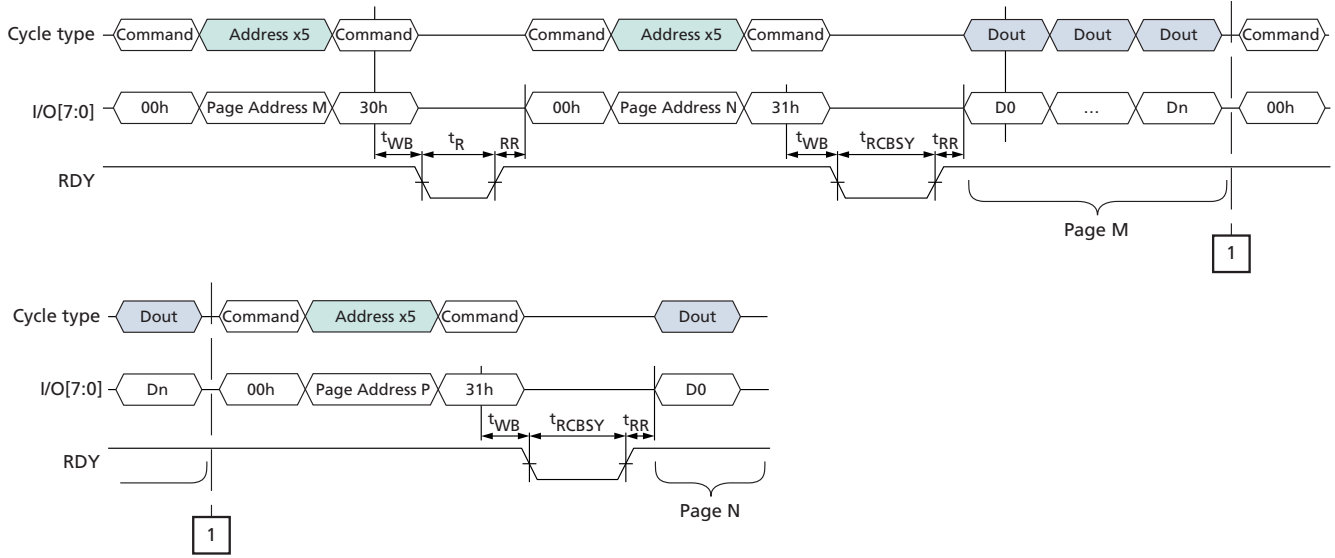 Cycle type Command Address x5 Command Command Address x5 Command Dout Dout Dout Command
I/O[7:0] 00h Page Address M 30h 00h Page Address N 31h D0 ... Dn 00h
tWB tR RR tWB tRCBSY tRR
RDY
Page M
1
Cycle type Dout Command Address x5 Command Dout
I/O[7:0] Dn 00h Page Address P 31h D0
tWB tRCBSY tRR
RDY
Page N
1